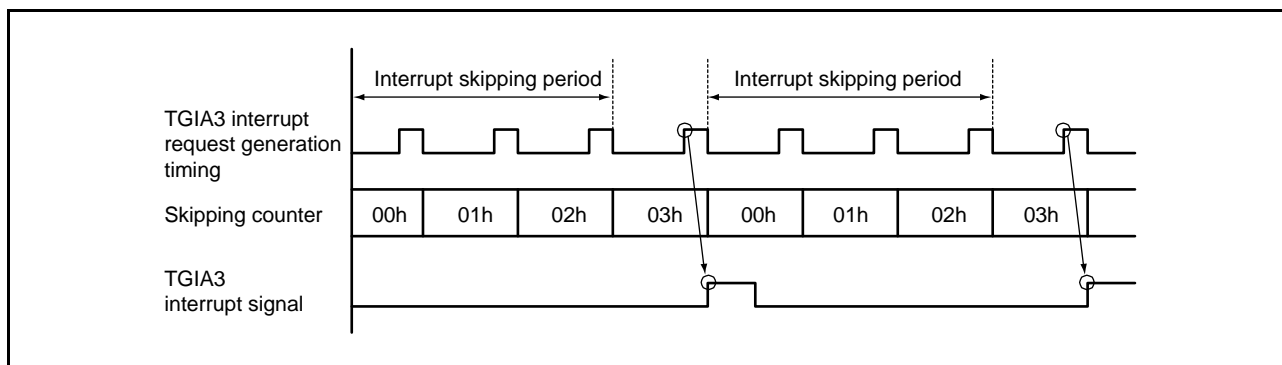 Interrupt skipping period
Interrupt skipping period
TGIA3 interrupt
request generation
timing
Skipping counter
00h 01h 02h 03h 00h 01h 02h 03h
TGIA3
interrupt signal